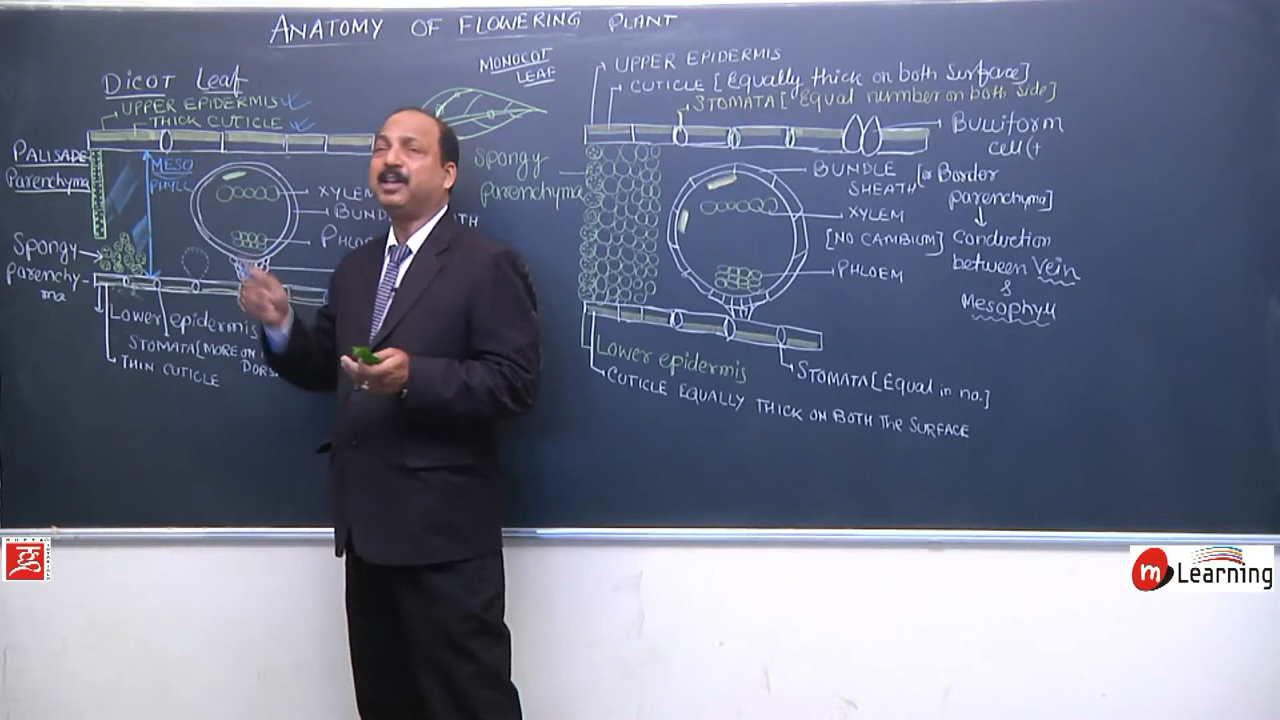 ANATOMY OF FLOWERING PLANT
DICOT Leaf
UPPER EPIDERMIS
THICK CUTICLE
PALISADE
Parenchyma
MESO
PHYLL
XYLEM
PHLO
Spongy
parenchy-
ma
Lower epidermis
STOMATA [MORE ON
DORS
THIN CUTICLE
MONOCOT
LEAF
UPPER EPIDERMIS
CUTICLE [Equally thick on both Surface]
STOMATA [Equal number on both side]
Bulliform
cell (+
Spongy
parenchyma
BUNDLE
SHEATH [or Border
parenchyma]
XYLEM
[NO CAMBIUM]
Conduction
between Vein
&
Mesophyll
PHLOEM
Lower epidermis
STOMATA [Equal in no.]
CUTICLE EQUALLY THICK ON BOTH The SURFACE
m Learning